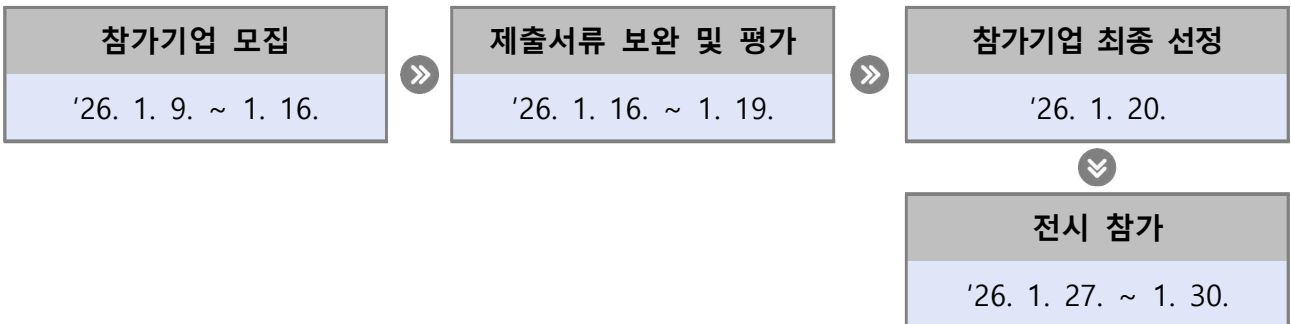 참가기업 모집
'26. 1. 9. ~ 1. 16.
제출서류 보완 및 평가
'26. 1. 16. ~ 1. 19.
참가기업 최종 선정
'26. 1. 20.
전시 참가
'26. 1. 27. ~ 1. 30.